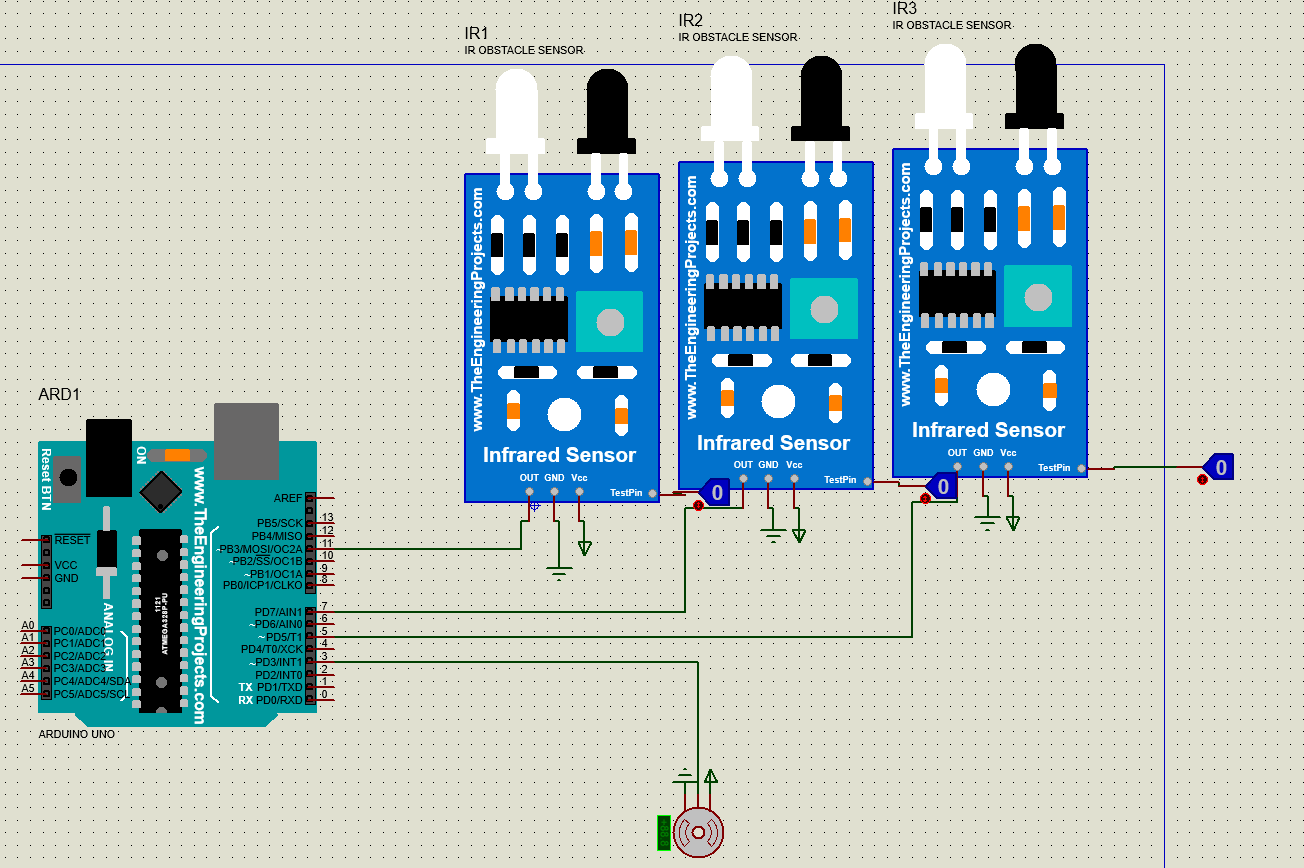 IR1
IR OBSTACLE SENSOR
IR2
IR OBSTACLE SENSOR
IR3
IR OBSTACLE SENSOR
www.TheEngineeringProjects.com
Infrared Sensor
OUT GND Vcc
TestPin
0
www.TheEngineeringProjects.com
Infrared Sensor
OUT GND Vcc
TestPin
0
www.TheEngineeringProjects.com
Infrared Sensor
OUT GND Vcc
TestPin
0
ARD1
Reset BTN
ON
www.TheEngineeringProjects.com
1121
ATMEGA328P-PU
ANALOG IN
RESET
VCC
GND
A0 PC0/ADC0
A1 PC1/ADC1
A2 PC2/ADC2
A3 PC3/ADC3
A4 PC4/ADC4/SDA
A5 PC5/ADC5/SCL
AREF
PB5/SCK 13
PB4/MISO 12
~PB3/MOSI/OC2A 11
~PB2/SS/OC1B 10
~PB1/OC1A 9
PB0/ICP1/CLKO 8
PD7/AIN1 7
~PD6/AIN0 6
~PD5/T1 5
PD4/T0/XCK 4
~PD3/INT1 3
PD2/INT0 2
TX PD1/TXD 1
RX PD0/RXD 0
ARDUINO UNO